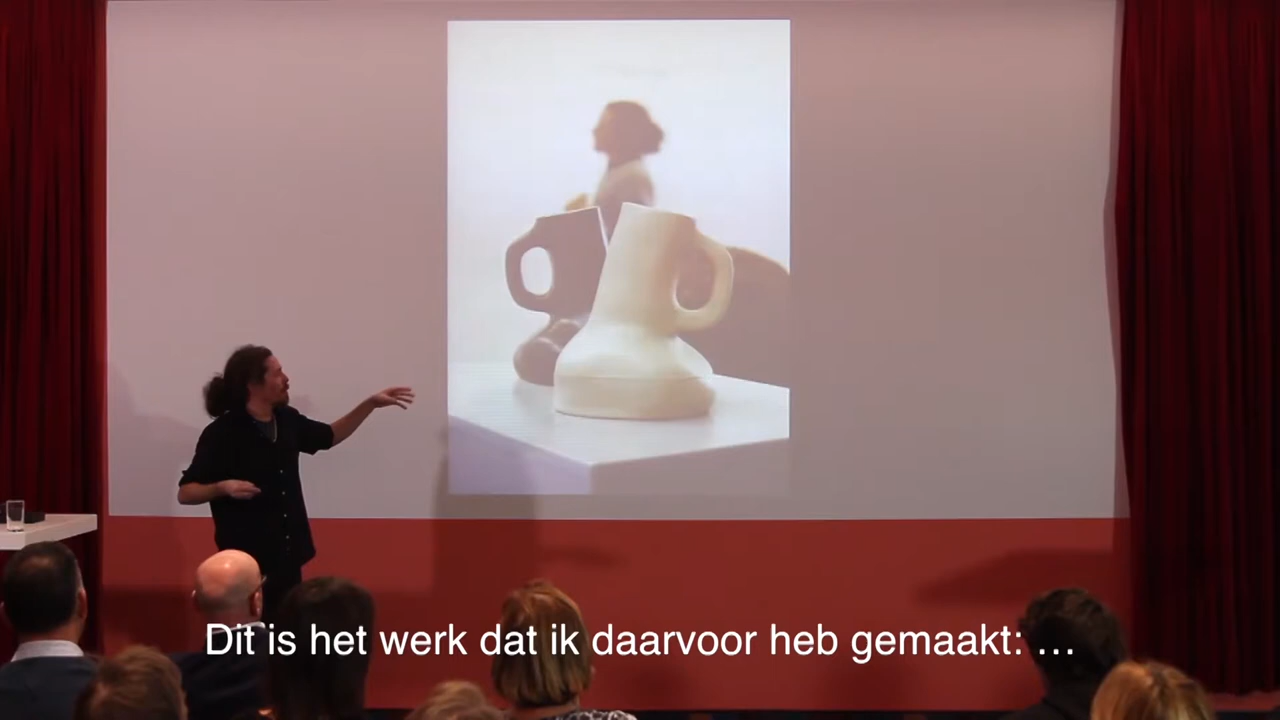 Dit is het werk dat ik daarvoor heb gemaakt: …